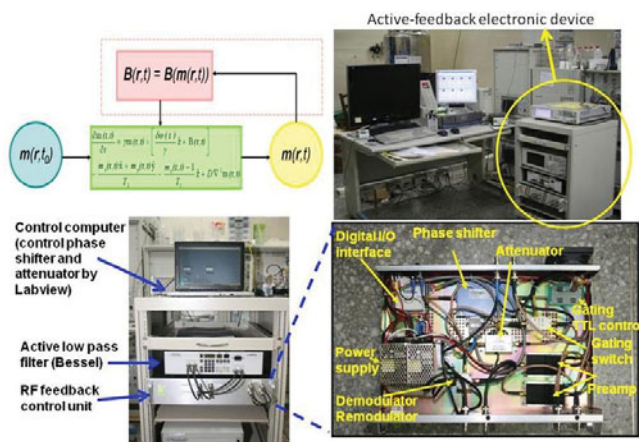 Active-feedback electronic device
B(r,t) = B(m(r,t))
m(r,t₀)
m(r,t)
Control computer
(control phase
shifter and
attenuator by
Labview)
Active low pass
filter (Bessel)
RF feedback
control unit
Digital I/O
interface
Phase shifter
Attenuator
Gating
TTL control
Gating
switch
Power
supply
Preamp
Demodulator
Remodulator